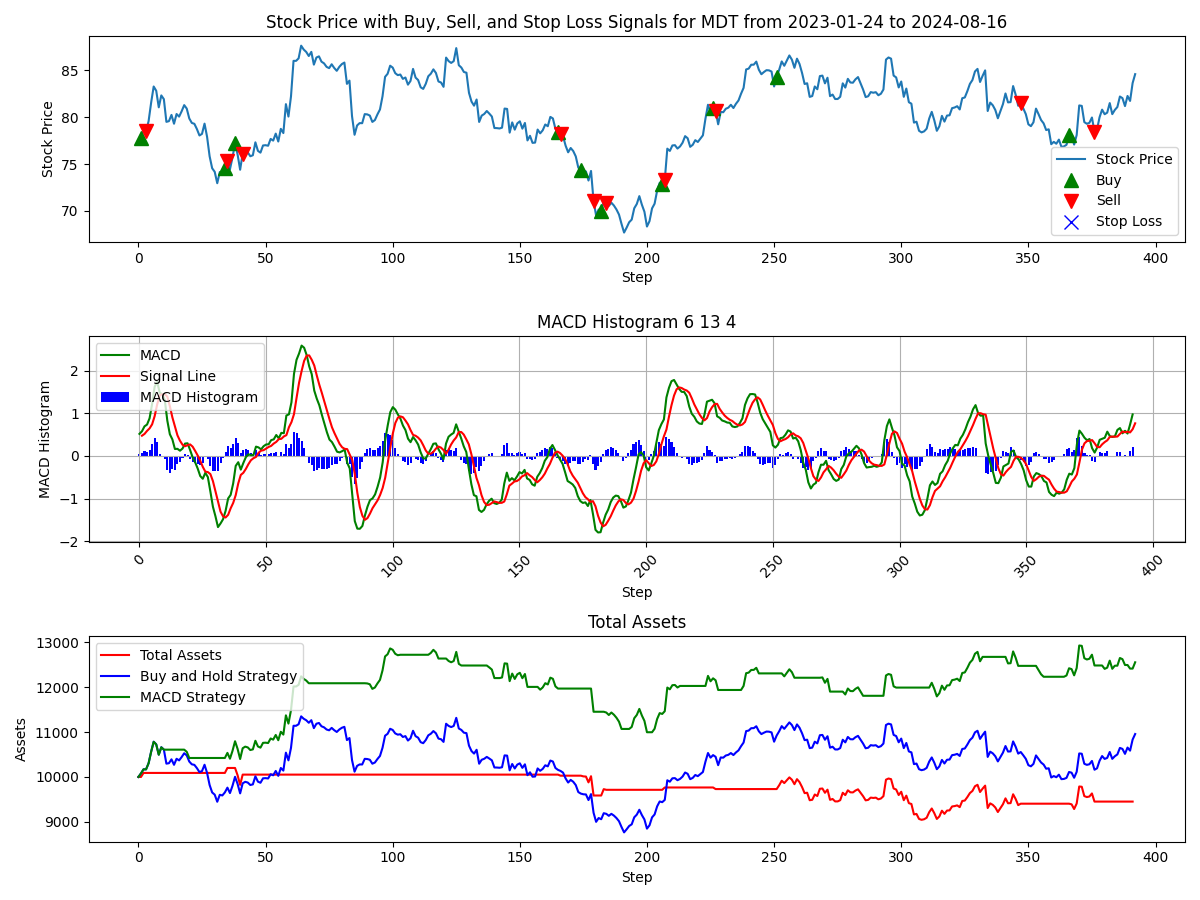 Stock Price with Buy, Sell, and Stop Loss Signals for MDT from 2023-01-24 to 2024-08-16
Stock Price
85
80
75
70
Stock Price
Buy
Sell
Stop Loss
0 50 100 150 200 250 300 350 400
Step
MACD Histogram 6 13 4
MACD Histogram
2
1
0
−1
−2
MACD
Signal Line
MACD Histogram
0 50 100 150 200 250 300 350 400
Step
Total Assets
Assets
13000
12000
11000
10000
9000
Total Assets
Buy and Hold Strategy
MACD Strategy
0 50 100 150 200 250 300 350 400
Step